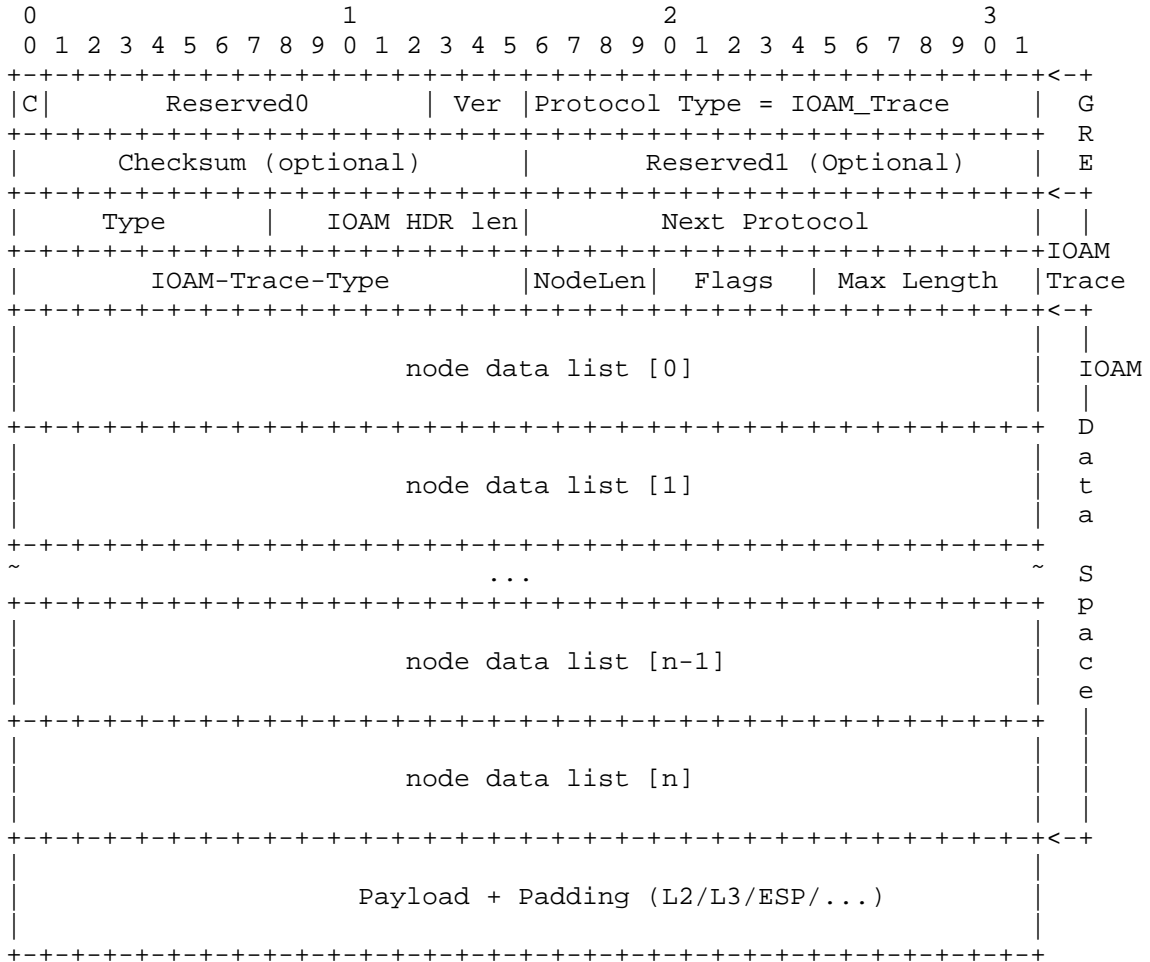 0                   1                   2                   3
 0 1 2 3 4 5 6 7 8 9 0 1 2 3 4 5 6 7 8 9 0 1 2 3 4 5 6 7 8 9 0 1
+-+-+-+-+-+-+-+-+-+-+-+-+-+-+-+-+-+-+-+-+-+-+-+-+-+-+-+-+-+-+-+-+<-+
|C|       Reserved0       | Ver |Protocol Type = IOAM_Trace     |  G
+-+-+-+-+-+-+-+-+-+-+-+-+-+-+-+-+-+-+-+-+-+-+-+-+-+-+-+-+-+-+-+-+  R
|      Checksum (optional)      |       Reserved1 (Optional)    |  E
+-+-+-+-+-+-+-+-+-+-+-+-+-+-+-+-+-+-+-+-+-+-+-+-+-+-+-+-+-+-+-+-+<-+
|     Type      |   IOAM HDR len|        Next Protocol          |  |
+-+-+-+-+-+-+-+-+-+-+-+-+-+-+-+-+-+-+-+-+-+-+-+-+-+-+-+-+-+-+-+-+IOAM
|        IOAM-Trace-Type        |NodeLen|  Flags  | Max Length  |Trace
+-+-+-+-+-+-+-+-+-+-+-+-+-+-+-+-+-+-+-+-+-+-+-+-+-+-+-+-+-+-+-+-+<-+
|                                                               |  |
|                        node data list [0]                     |  IOAM
|                                                               |  |
+-+-+-+-+-+-+-+-+-+-+-+-+-+-+-+-+-+-+-+-+-+-+-+-+-+-+-+-+-+-+-+-+  D
|                                                               |  a
|                        node data list [1]                     |  t
|                                                               |  a
+-+-+-+-+-+-+-+-+-+-+-+-+-+-+-+-+-+-+-+-+-+-+-+-+-+-+-+-+-+-+-+-+
~                             ...                               ~  S
+-+-+-+-+-+-+-+-+-+-+-+-+-+-+-+-+-+-+-+-+-+-+-+-+-+-+-+-+-+-+-+-+  p
|                                                               |  a
|                        node data list [n-1]                   |  c
|                                                               |  e
+-+-+-+-+-+-+-+-+-+-+-+-+-+-+-+-+-+-+-+-+-+-+-+-+-+-+-+-+-+-+-+-+  |
|                                                               |  |
|                        node data list [n]                     |  |
|                                                               |  |
+-+-+-+-+-+-+-+-+-+-+-+-+-+-+-+-+-+-+-+-+-+-+-+-+-+-+-+-+-+-+-+-+<-+
|                                                               |
|                     Payload + Padding (L2/L3/ESP/...)         |
|                                                               |
+-+-+-+-+-+-+-+-+-+-+-+-+-+-+-+-+-+-+-+-+-+-+-+-+-+-+-+-+-+-+-+-+